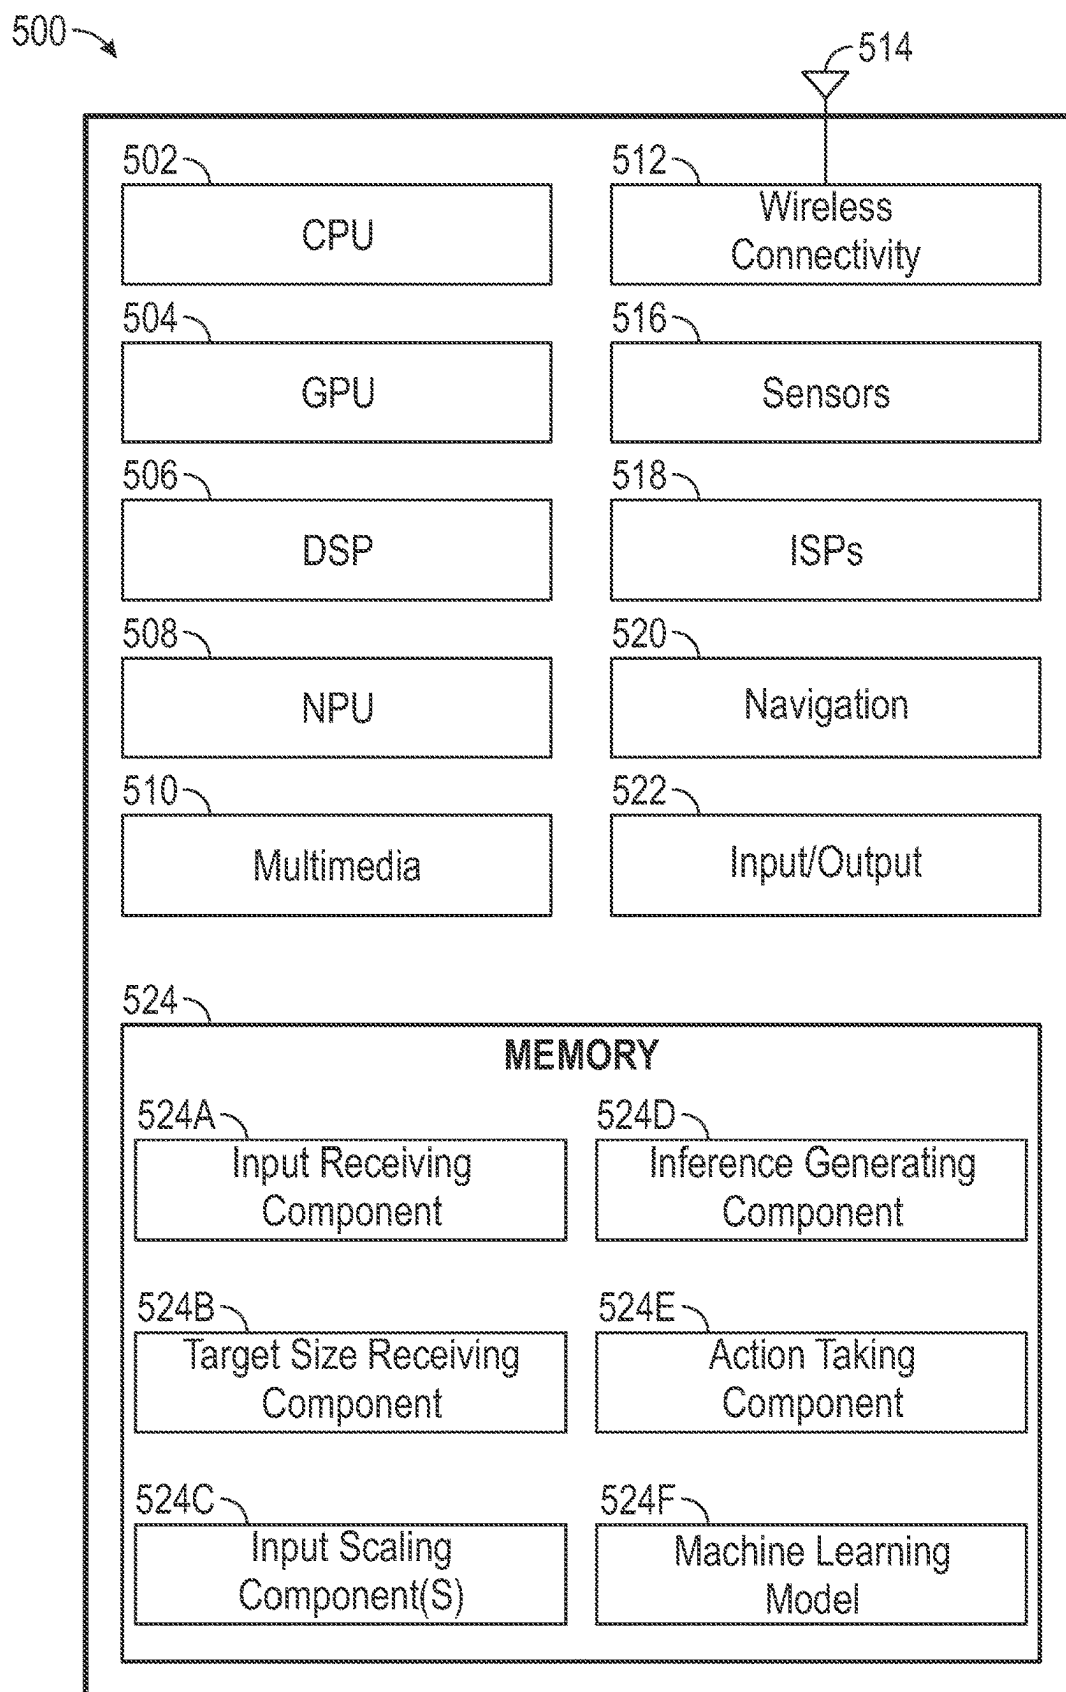 500
514
502
CPU
512
Wireless
Connectivity
504
GPU
516
Sensors
506
DSP
518
ISPs
508
NPU
520
Navigation
510
Multimedia
522
Input/Output
524
MEMORY
524A
Input Receiving
Component
524D
Inference Generating
Component
524B
Target Size Receiving
Component
524E
Action Taking
Component
524C
Input Scaling
Component(S)
524F
Machine Learning
Model